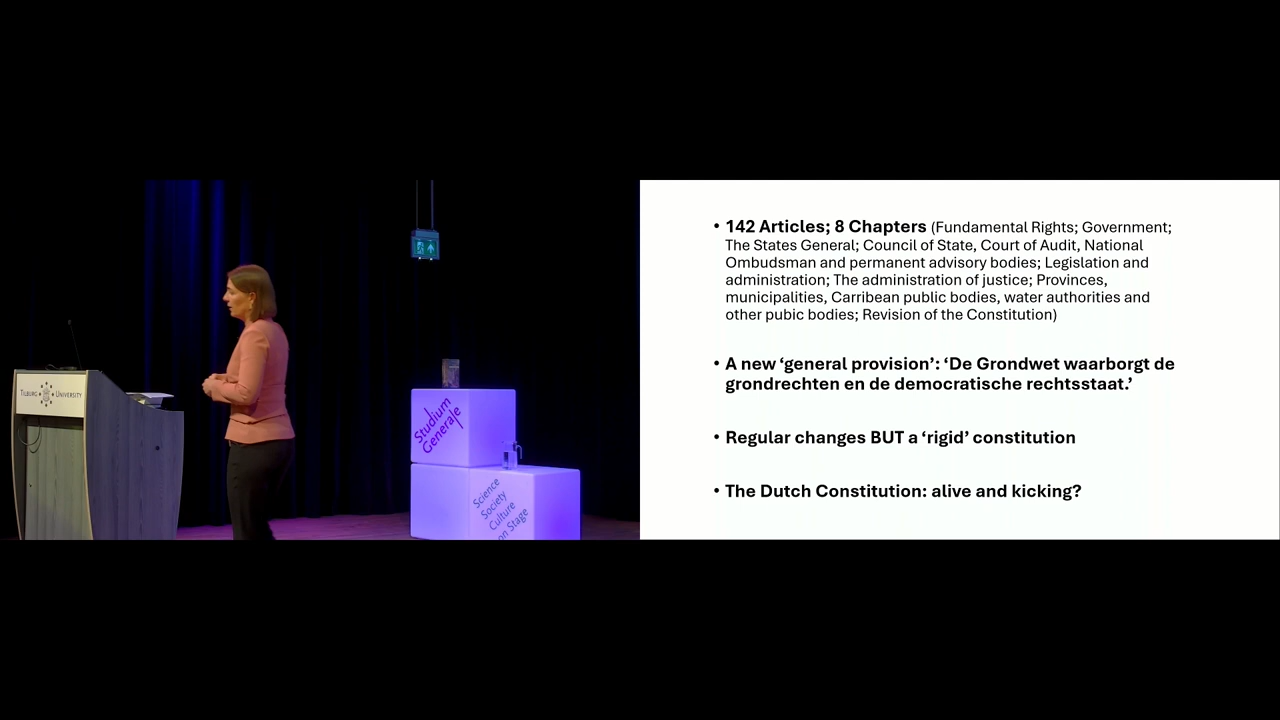 TILBURG UNIVERSITY
Studium
Generale
Science
Society
Culture
on Stage
• 142 Articles; 8 Chapters (Fundamental Rights; Government;
The States General; Council of State, Court of Audit, National
Ombudsman and permanent advisory bodies; Legislation and
administration; The administration of justice; Provinces,
municipalities, Carribean public bodies, water authorities and
other pubic bodies; Revision of the Constitution)
• A new ‘general provision’: ‘De Grondwet waarborgt de
grondrechten en de democratische rechtsstaat.’
• Regular changes BUT a ‘rigid’ constitution
• The Dutch Constitution: alive and kicking?